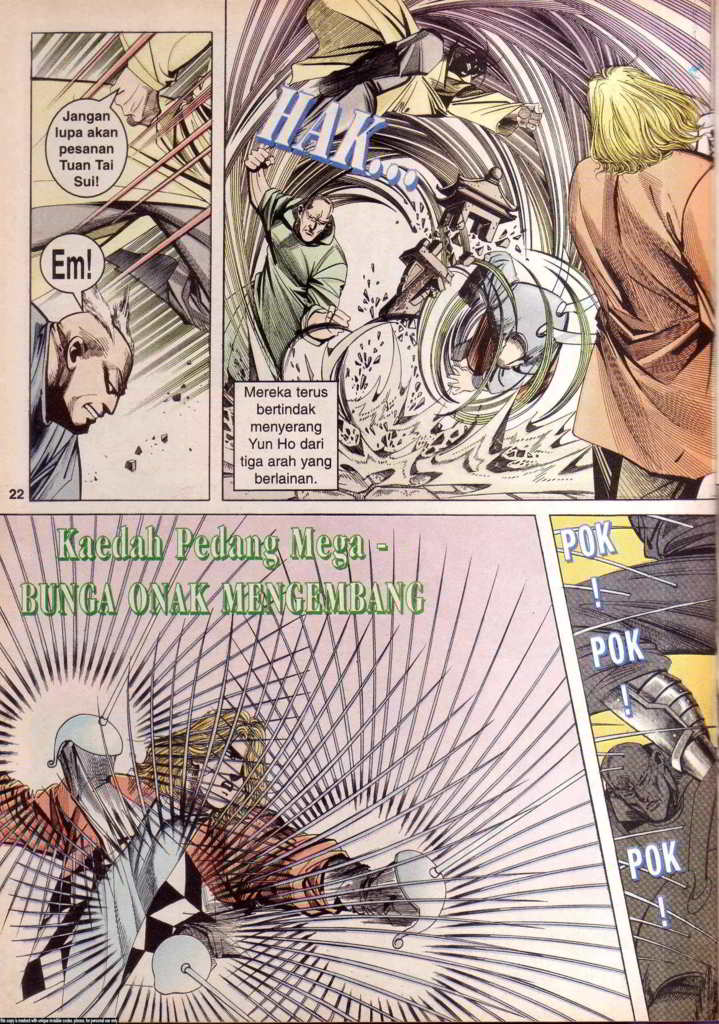 Jangan
lupa akan
pesanan
Tuan Tai
Sui!
Em!
HAK...
Mereka terus
bertindak
menyerang
Yun Ho dari
tiga arah yang
berlainan.
22
Kaedah Pedang Mega -
BUNGA ONAK MENGEMBANG
POK
!
POK
!
POK
!